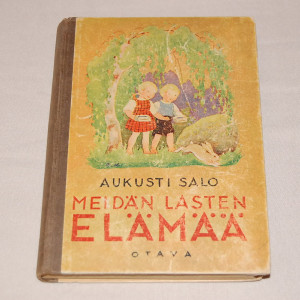 AUKUSTI SALO
MEIDÄN LASTEN
ELÄMÄÄ
OTAVA